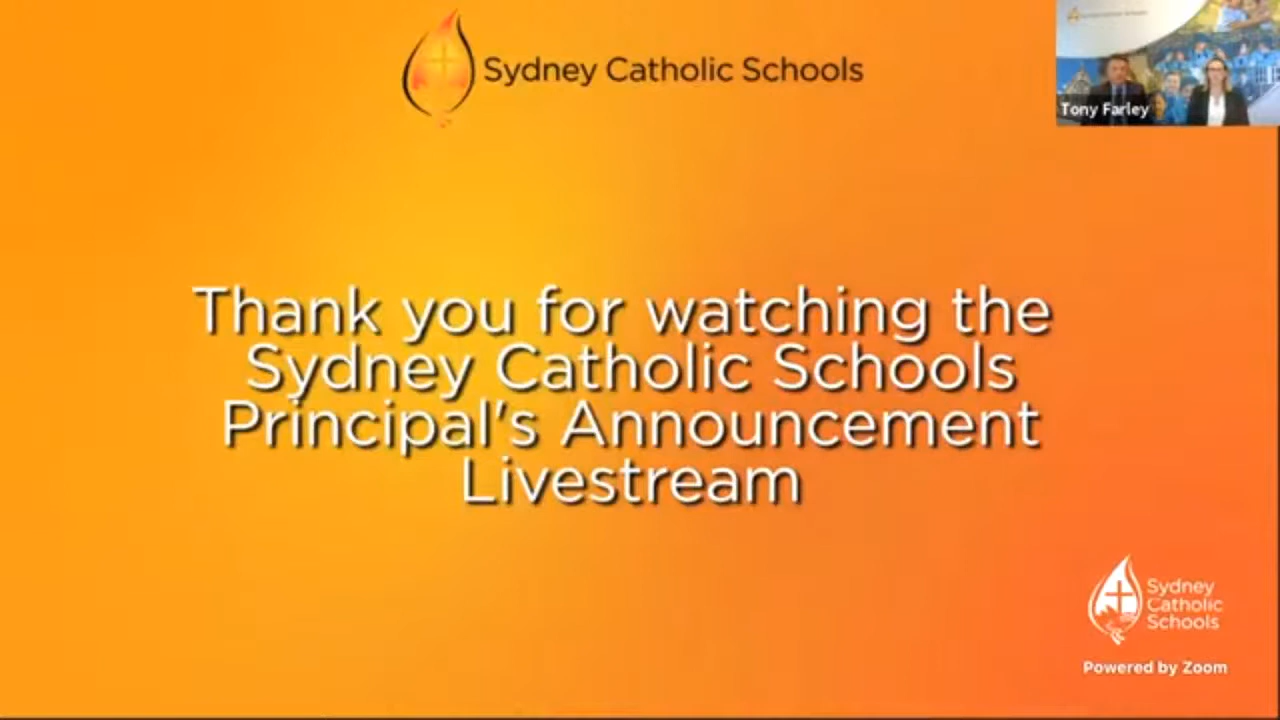 Sydney Catholic Schools
Tony Farley
Thank you for watching the
Sydney Catholic Schools
Principal's Announcement
Livestream
Sydney
Catholic
Schools
Powered by Zoom